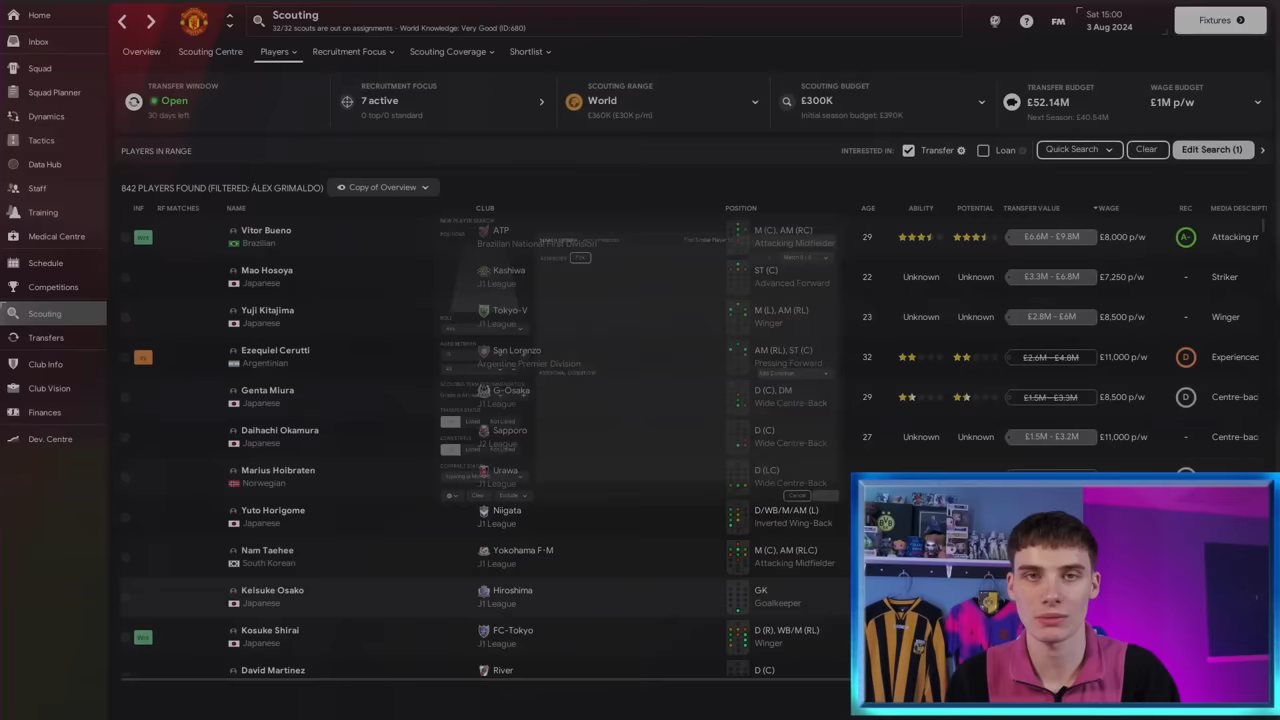 Home
Inbox
Squad
Squad Planner
Dynamics
Tactics
Data Hub
Staff
Training
Medical Centre
Schedule
Competitions
Scouting
Transfers
Club Info
Club Vision
Finances
Dev. Centre
Scouting
32/32 scouts are out on assignments - World Knowledge: Very Good (ID:680)
FM
Sat 15:00
3 Aug 2024
Fixtures
Overview Scouting Centre Players Recruitment Focus Scouting Coverage Shortlist
TRANSFER WINDOW
Open
30 days left
RECRUITMENT FOCUS
7 active
0 top/0 standard
SCOUTING RANGE
World
£360K (£30K p/m)
SCOUTING BUDGET
£300K
Initial season budget: £390K
TRANSFER BUDGET
£52.14M
Next Season: £40.54M
WAGE BUDGET
£1M p/w
PLAYERS IN RANGE
INTERESTED IN: Transfer Loan Quick Search Clear Edit Search (1)
842 PLAYERS FOUND (FILTERED: ÁLEX GRIMALDO) Copy of Overview
INF RF MATCHES NAME CLUB POSITION AGE ABILITY POTENTIAL TRANSFER VALUE WAGE REC MEDIA DESCRIPTI
Vitor Bueno ATP M (C), AM (RC) 29 £6.6M - £9.8M £8,000 p/w A- Attacking m
Brazilian Brazilian National First Division Attacking Midfielder
Mao Hosoya Kashiwa ST (C) 22 Unknown Unknown £3.3M - £6.8M £7,250 p/w - Striker
Japanese J1 League Advanced Forward
Yuji Kitajima Tokyo-V M (L), AM (RL) 23 Unknown Unknown £2.8M - £6M £8,500 p/w - Winger
Japanese J1 League Winger
Ezequiel Cerutti San Lorenzo AM (RL), ST (C) 32 £2.6M - £4.8M £11,000 p/w D Experienced
Argentinian Argentine Premier Division Pressing Forward
Genta Miura G-Osaka D (C), DM 29 £1.5M - £3.3M £8,500 p/w D Centre-bac
Japanese J1 League Wide Centre-Back
Daihachi Okamura Sapporo D (C) 27 Unknown Unknown £1.5M - £3.2M £11,000 p/w - Centre-bac
Japanese J2 League Wide Centre-Back
Marius Holbraten Urawa D (LC)
Norwegian J1 League Wide Centre-Back
Yuto Horigome Niigata D/WB/M/AM (L)
Japanese J1 League Inverted Wing-Back
Nam Taehee Yokohama F-M M (C), AM (RLC)
South Korean J1 League Attacking Midfielder
Keisuke Osako Hiroshima GK
Japanese J1 League Goalkeeper
Kosuke Shirai FC-Tokyo D (R), WB/M (RL)
Japanese J1 League Winger
David Martínez River D (C)